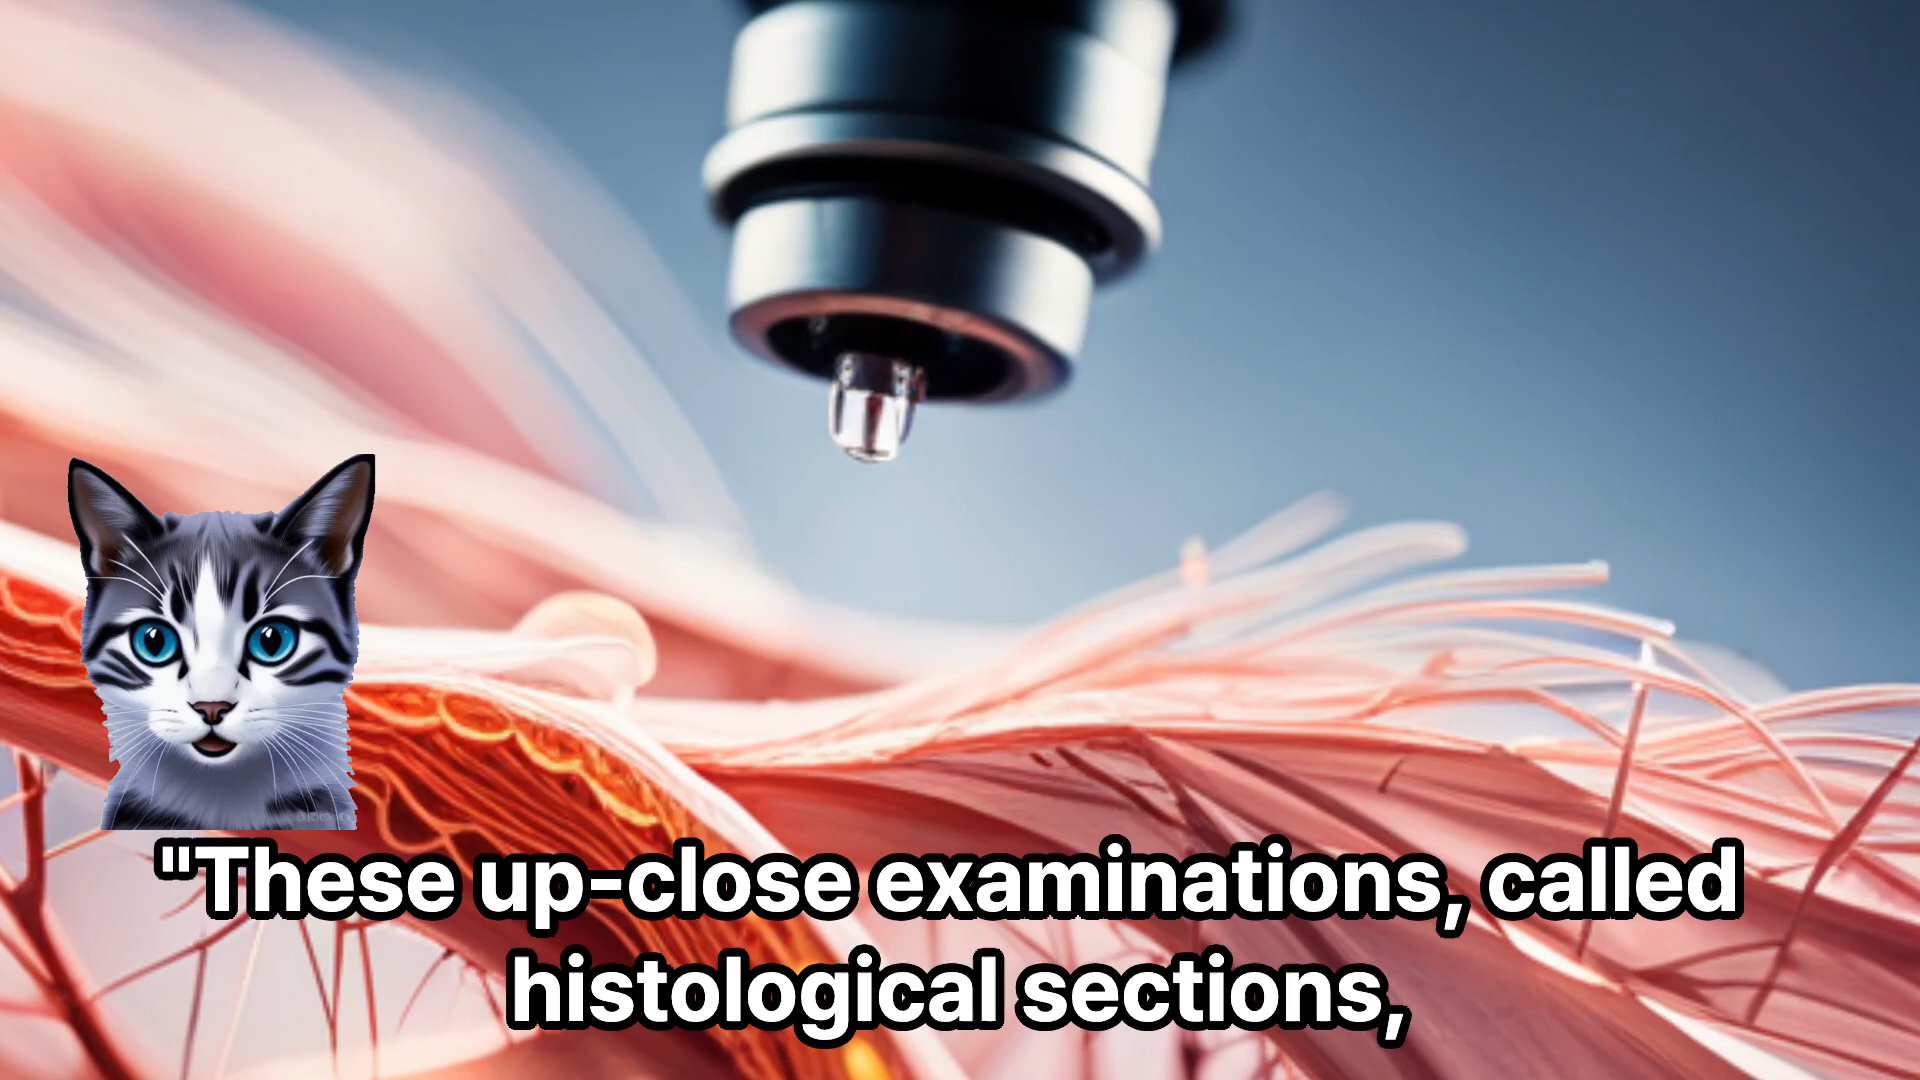 "These up-close examinations, called
histological sections,